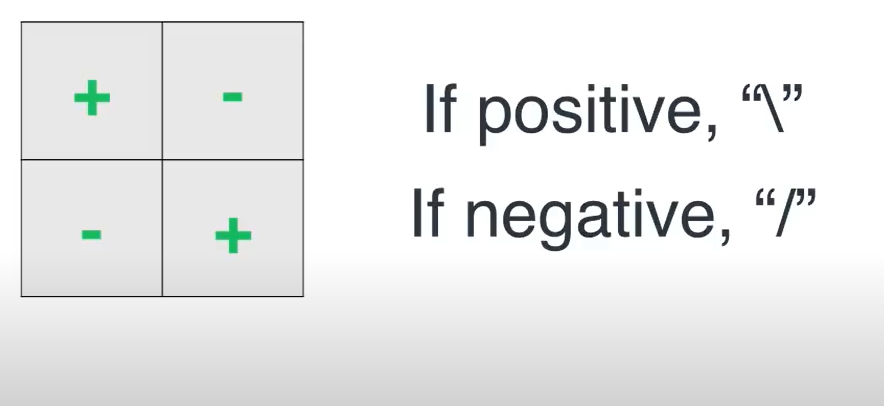 + -
- +
If positive, “\”
If negative, “/”